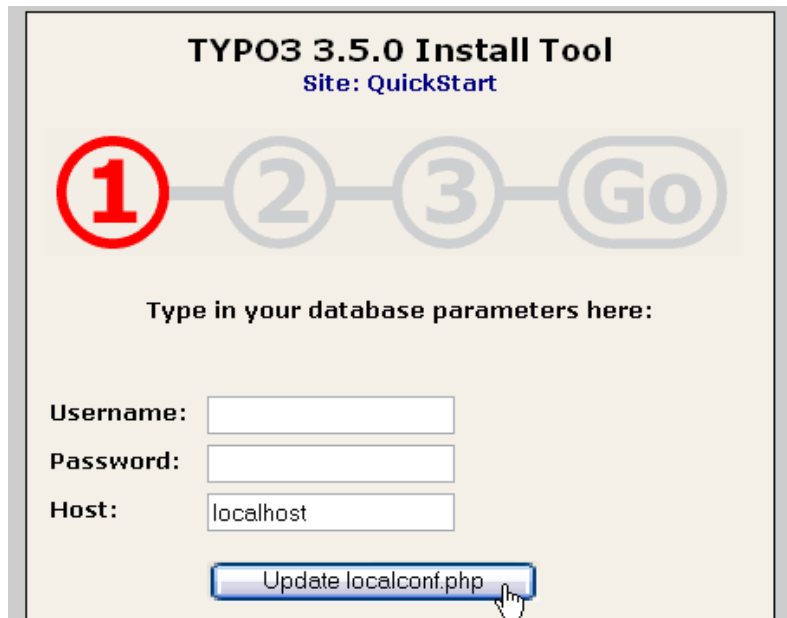 TYPO3 3.5.0 Install Tool
Site: QuickStart
1 2 3 Go
Type in your database parameters here:
Username:
Password:
Host: localhost
Update localconf.php